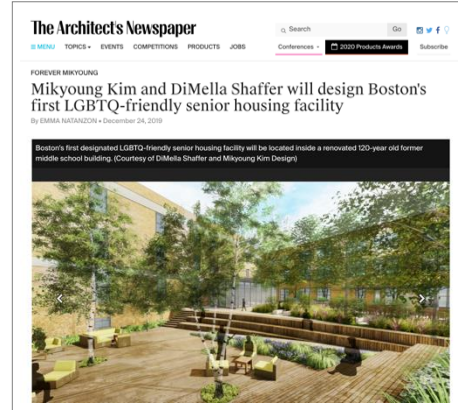 The Architect's Newspaper
Search Go
MENU TOPICS EVENTS COMPETITIONS PRODUCTS JOBS Conferences 2020 Products Awards Subscribe
FOREVER MIKYOUNG
Mikyoung Kim and DiMella Shaffer will design Boston's
first LGBTQ-friendly senior housing facility
By EMMA NATANZON • December 24, 2019
Boston's first designated LGBTQ-friendly senior housing facility will be located inside a renovated 120-year old former
middle school building. (Courtesy of DiMella Shaffer and Mikyoung Kim Design)